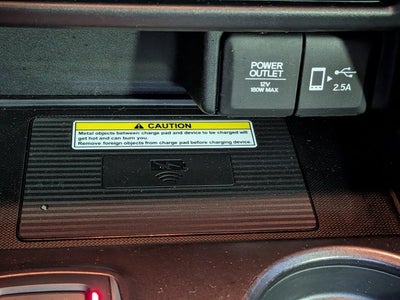 POWER
OUTLET
12V
180W MAX
2.5A
CAUTION
Metal objects between charge pad and device to be charged will
get hot and can burn you.
Remove foreign objects from charge pad before charging device.